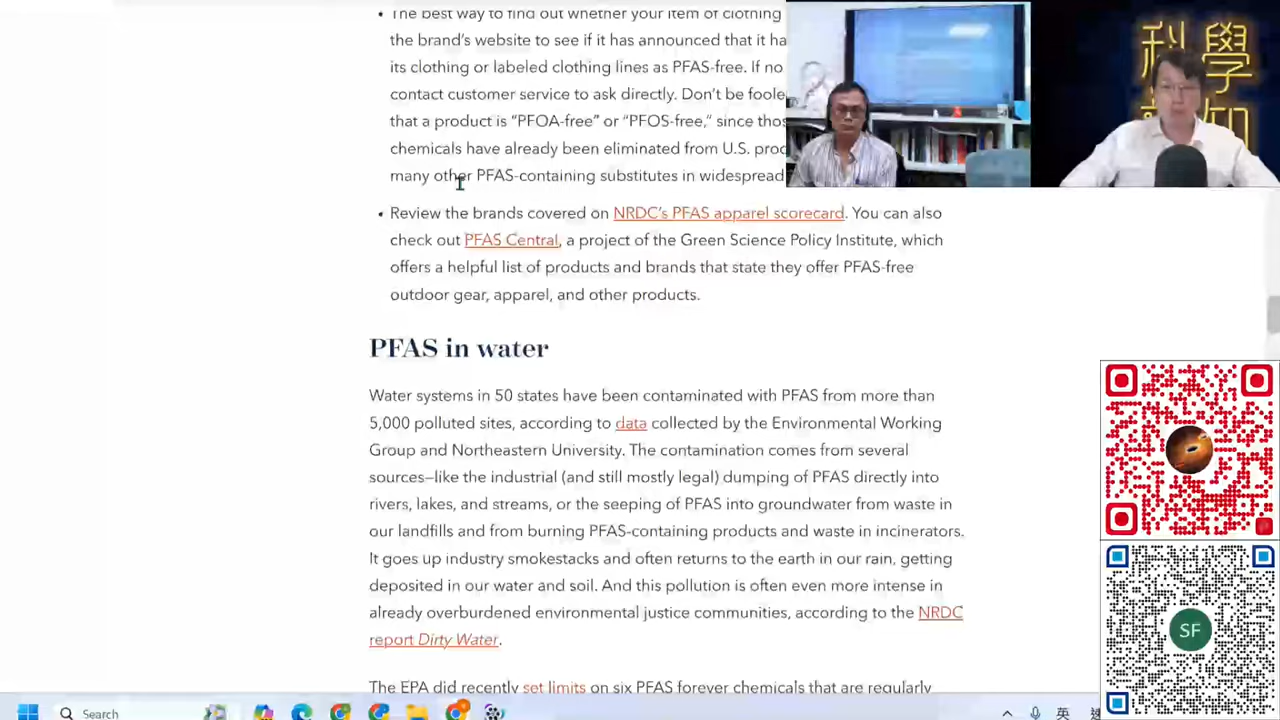 The best way to find out whether your item of clothing
the brand's website to see if it has announced that it ha
its clothing or labeled clothing lines as PFAS-free. If no
contact customer service to ask directly. Don't be foole
that a product is "PFOA-free" or "PFOS-free," since thos
chemicals have already been eliminated from U.S. prod
many other PFAS-containing substitutes in widespread
Review the brands covered on NRDC's PFAS apparel scorecard. You can also
check out PFAS Central, a project of the Green Science Policy Institute, which
offers a helpful list of products and brands that state they offer PFAS-free
outdoor gear, apparel, and other products.
PFAS in water
Water systems in 50 states have been contaminated with PFAS from more than
5,000 polluted sites, according to data collected by the Environmental Working
Group and Northeastern University. The contamination comes from several
sources—like the industrial (and still mostly legal) dumping of PFAS directly into
rivers, lakes, and streams, or the seeping of PFAS into groundwater from waste in
our landfills and from burning PFAS-containing products and waste in incinerators.
It goes up industry smokestacks and often returns to the earth in our rain, getting
deposited in our water and soil. And this pollution is often even more intense in
already overburdened environmental justice communities, according to the NRDC
report Dirty Water.
The EPA did recently set limits on six PFAS forever chemicals that are regularly
科學
知
SF
Search
英